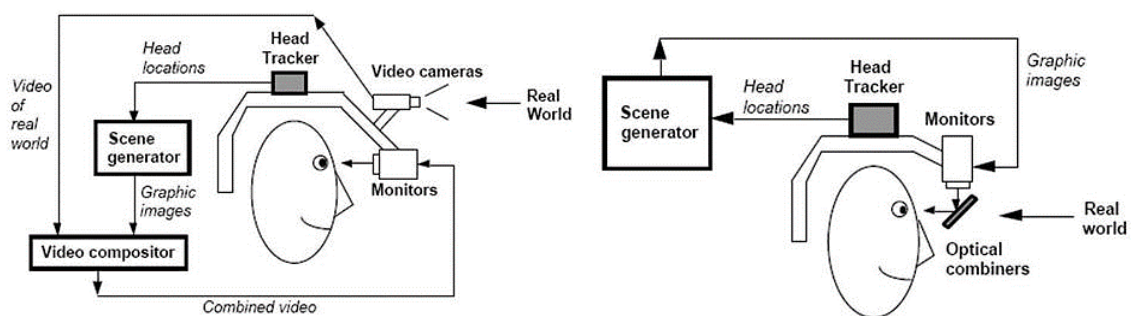 Head
Tracker
Head
locations
Video cameras
Video
of
real
world
Real
World
Scene
generator
Monitors
Graphic
images
Video compositor
Combined video
Graphic
images
Head
Tracker
Head
locations
Scene
generator
Monitors
Real
world
Optical
combiners